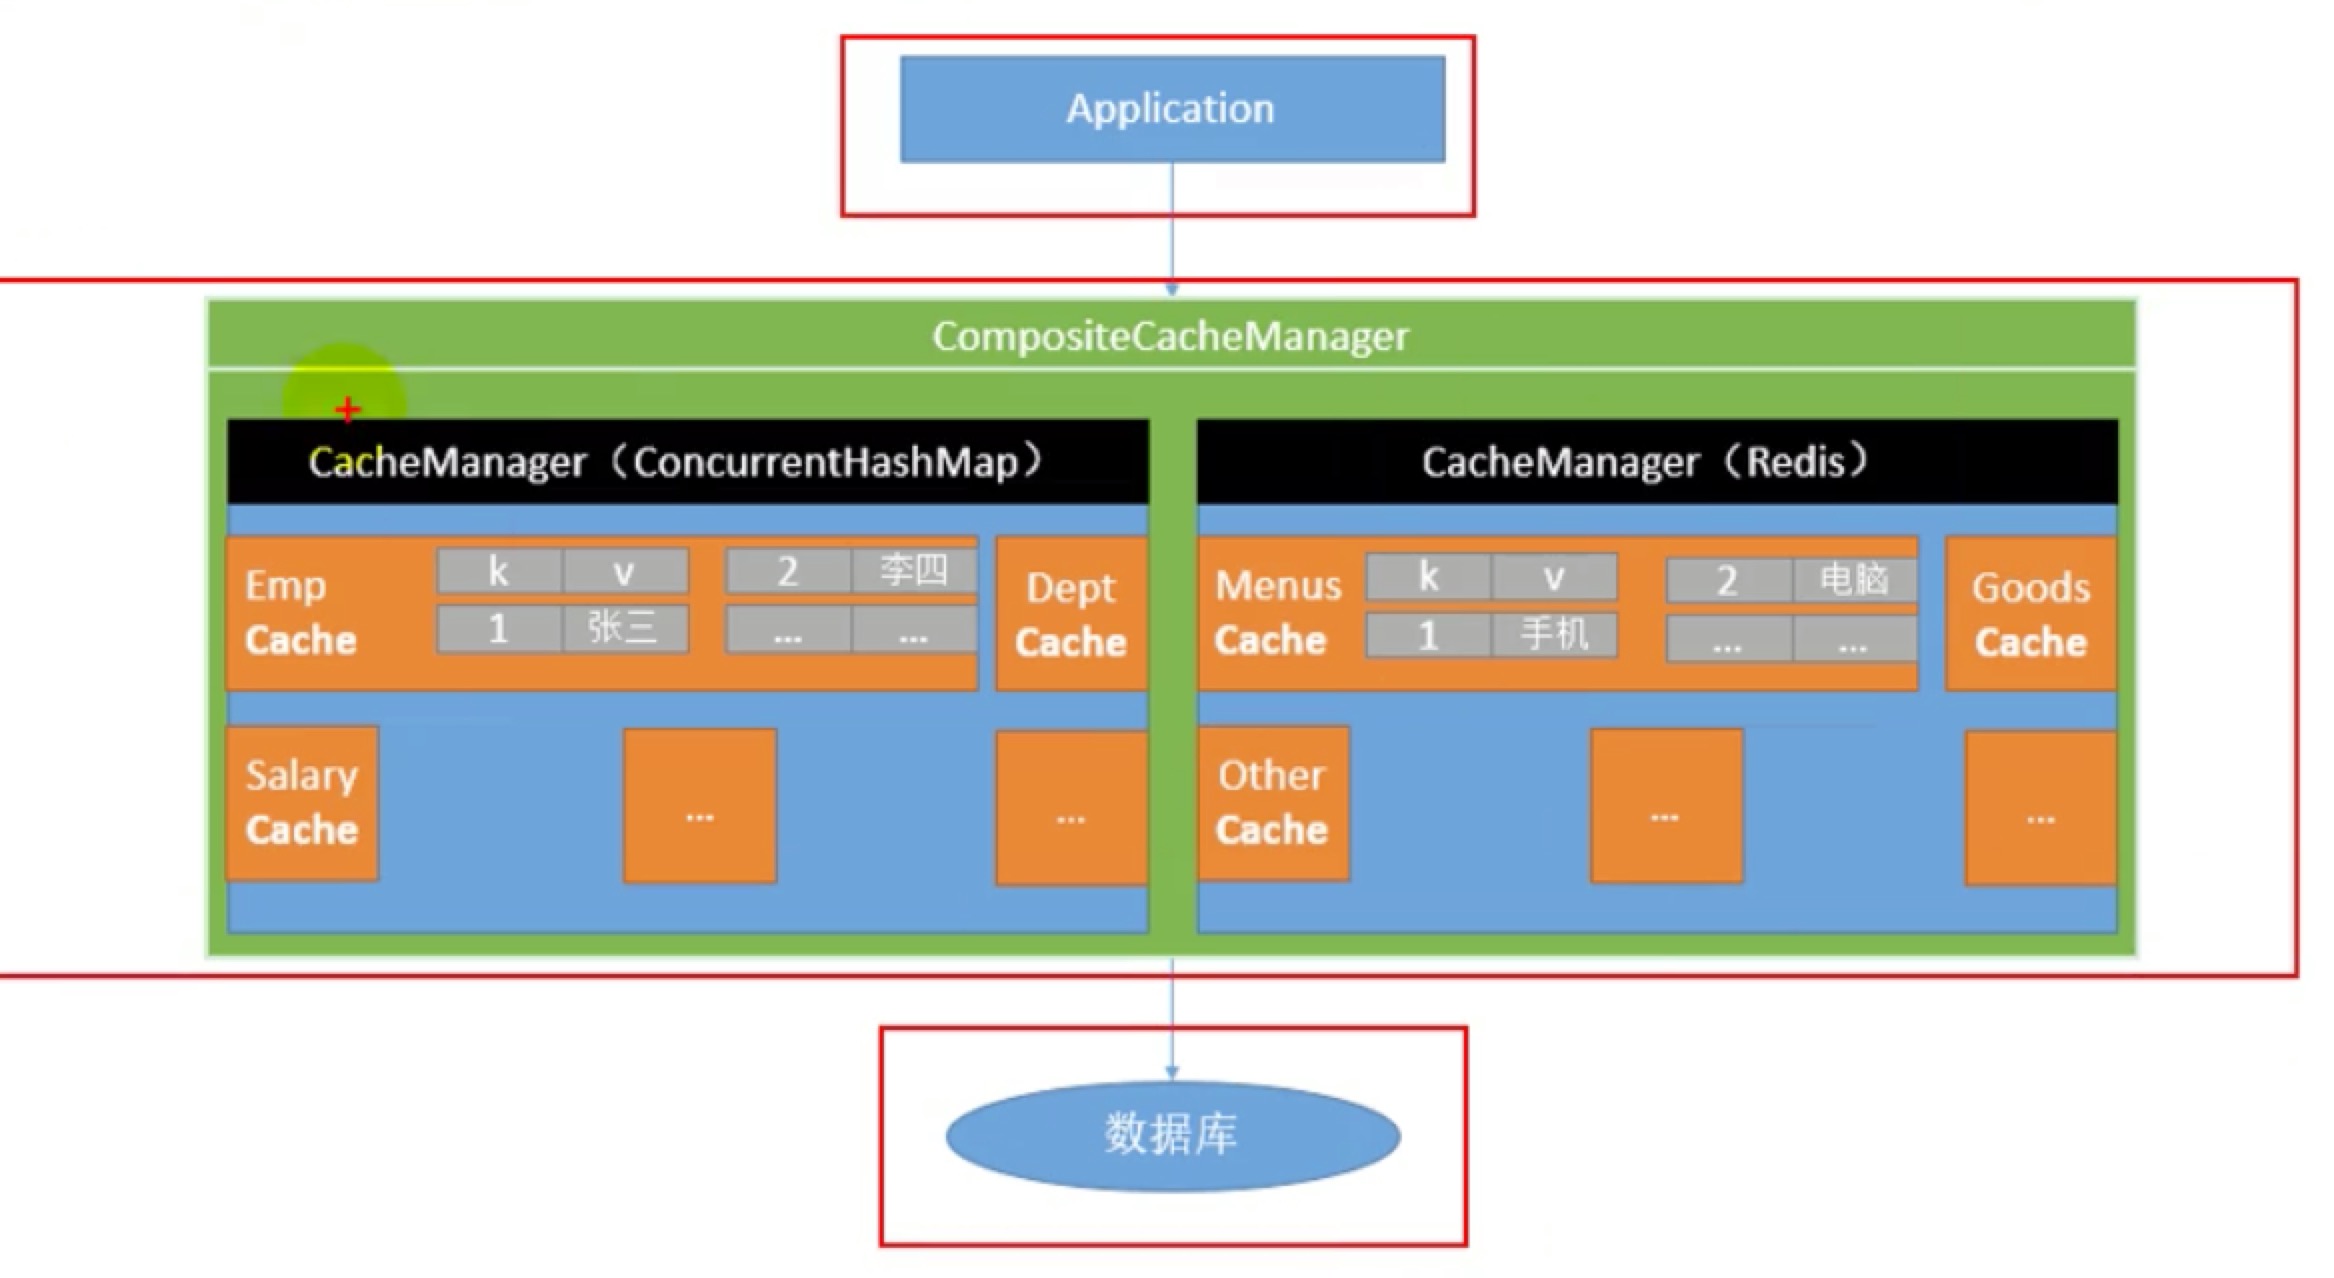 Application
CompositeCacheManager
CacheManager（ConcurrentHashMap）
Emp
Cache
k v
1 张三
2 李四
... ...
Dept
Cache
Salary
Cache
...
...
CacheManager（Redis）
Menus
Cache
k v
1 手机
2 电脑
... ...
Goods
Cache
Other
Cache
...
...
数据库